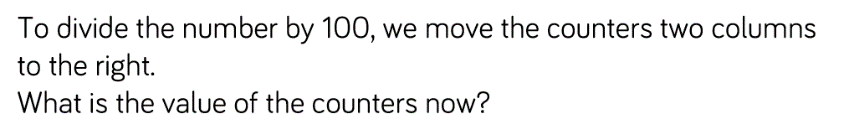 To divide the number by 100, we move the counters two columns
to the right.
What is the value of the counters now?